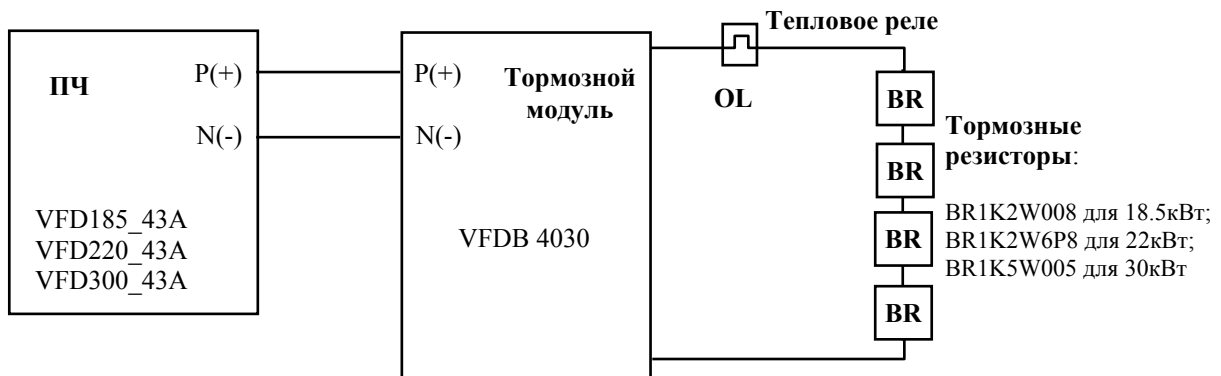 Тепловое реле
OL
ПЧ
P(+)
N(-)
VFD185_43A
VFD220_43A
VFD300_43A
P(+)
N(-)
Тормозной
модуль
VFDB 4030
BR
BR
BR
BR
Тормозные
резисторы:
BR1K2W008 для 18.5кВт;
BR1K2W6P8 для 22кВт;
BR1K5W005 для 30кВт